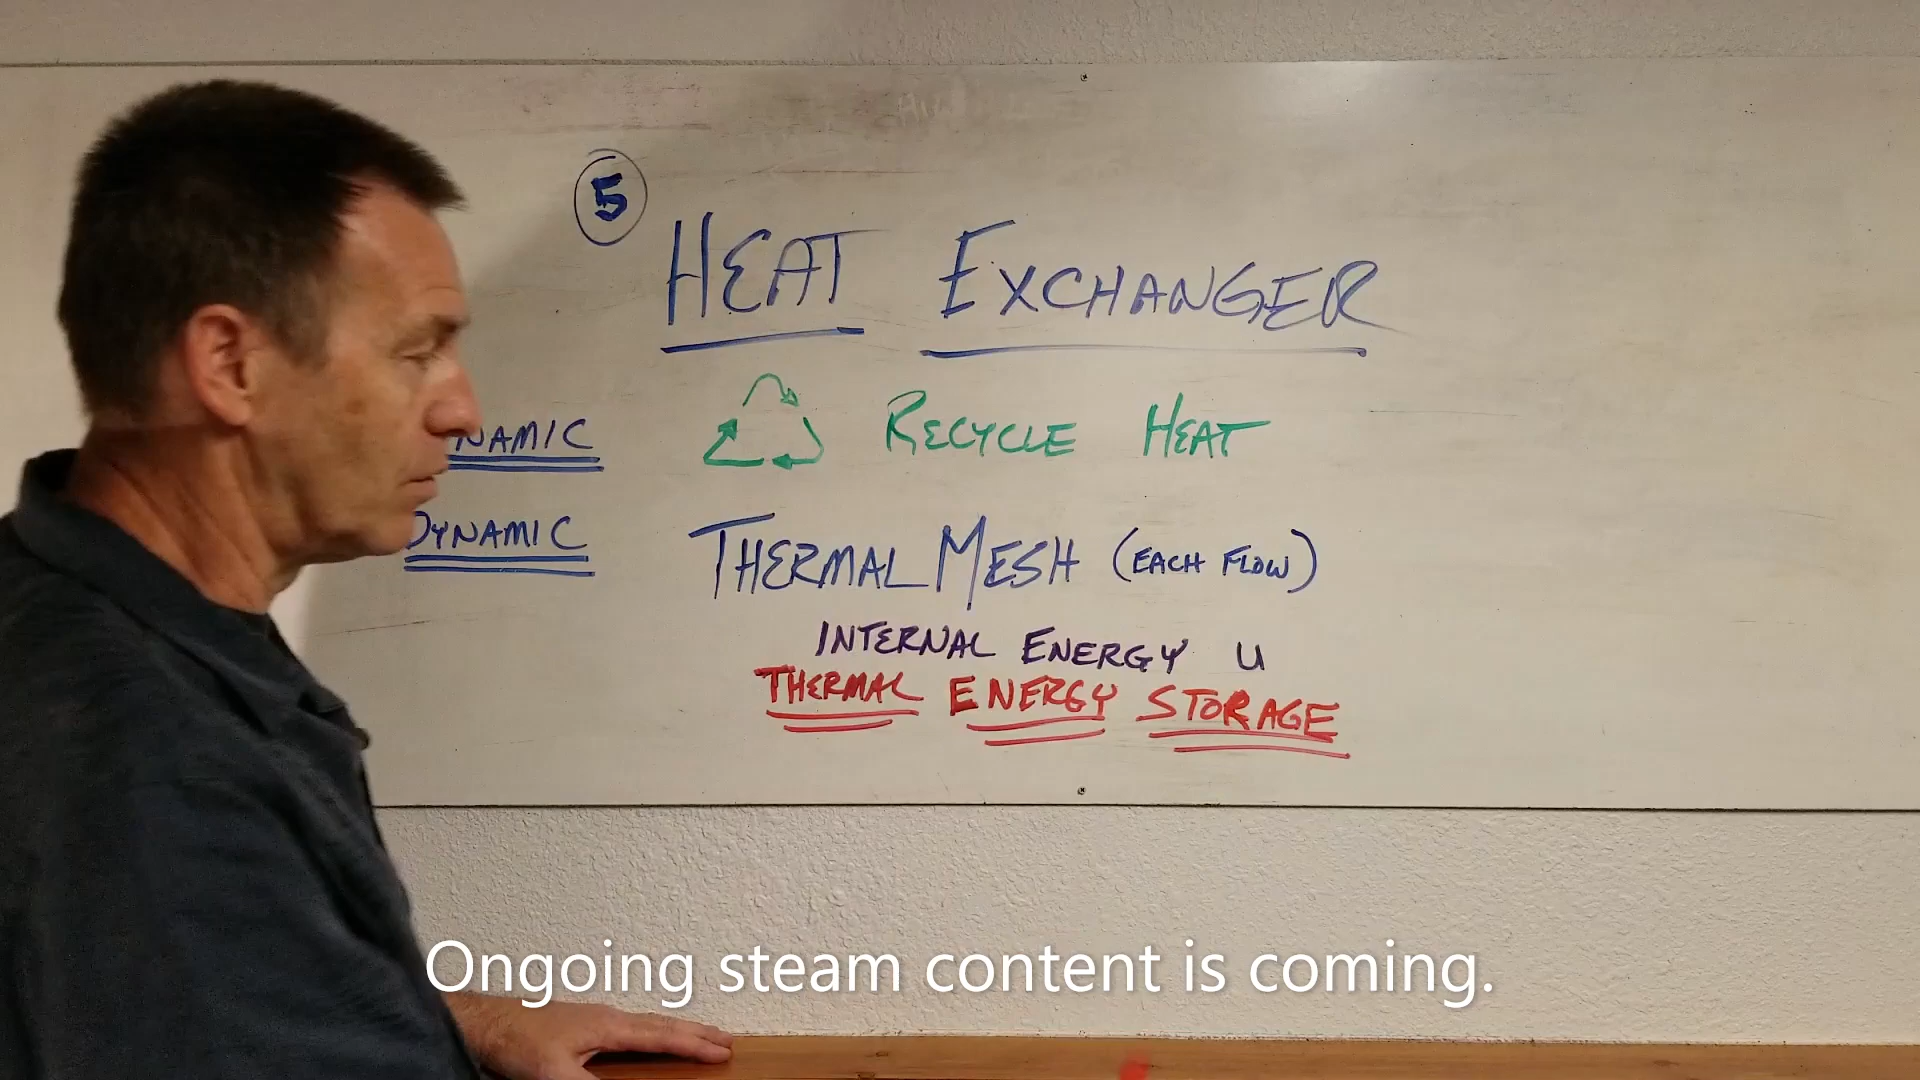 5
HEAT EXCHANGER
NAMIC RECYCLE HEAT
DYNAMIC THERMAL MESH (EACH FLOW)
INTERNAL ENERGY U
THERMAL ENERGY STORAGE
Ongoing steam content is coming.